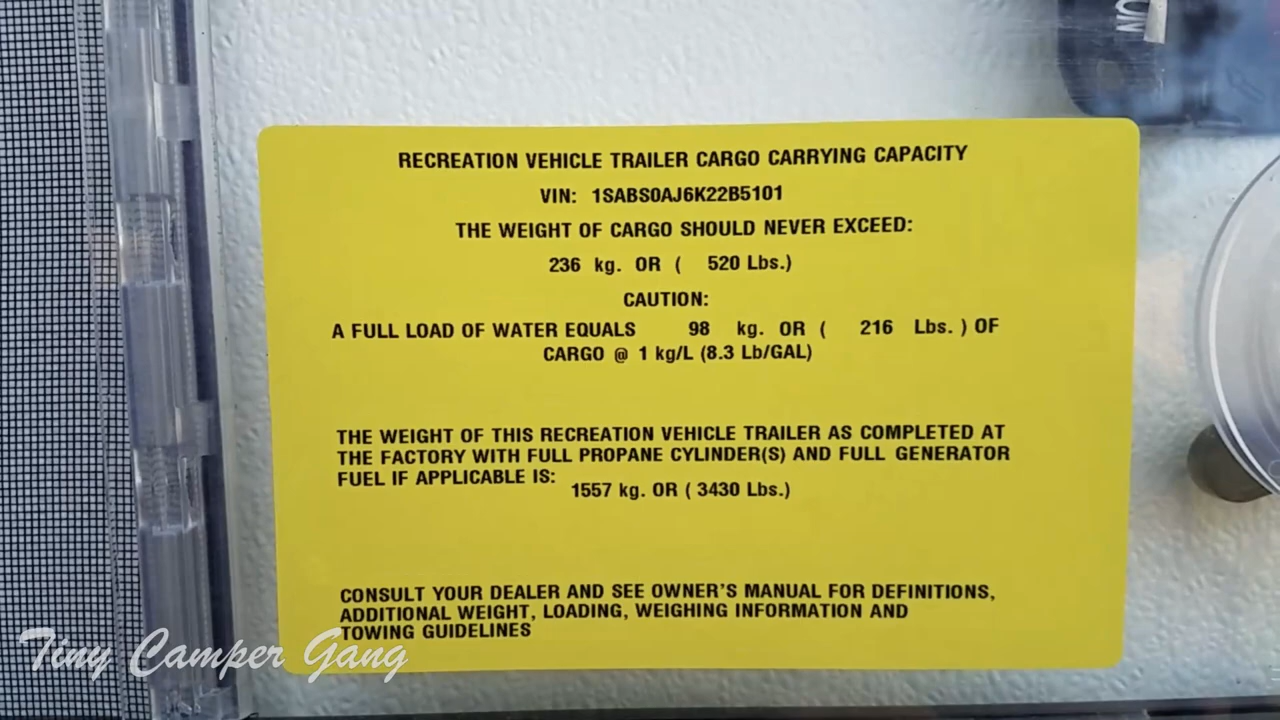 ON
RECREATION VEHICLE TRAILER CARGO CARRYING CAPACITY
VIN: 1SABS0AJ6K22B5101
THE WEIGHT OF CARGO SHOULD NEVER EXCEED:
236 kg. OR ( 520 Lbs.)
CAUTION:
A FULL LOAD OF WATER EQUALS 98 kg. OR ( 216 Lbs. ) OF
CARGO @ 1 kg/L (8.3 Lb/GAL)
THE WEIGHT OF THIS RECREATION VEHICLE TRAILER AS COMPLETED AT
THE FACTORY WITH FULL PROPANE CYLINDER(S) AND FULL GENERATOR
FUEL IF APPLICABLE IS:
1557 kg. OR ( 3430 Lbs.)
CONSULT YOUR DEALER AND SEE OWNER'S MANUAL FOR DEFINITIONS,
ADDITIONAL WEIGHT, LOADING, WEIGHING INFORMATION AND
TOWING GUIDELINES
Tiny Camper Gang